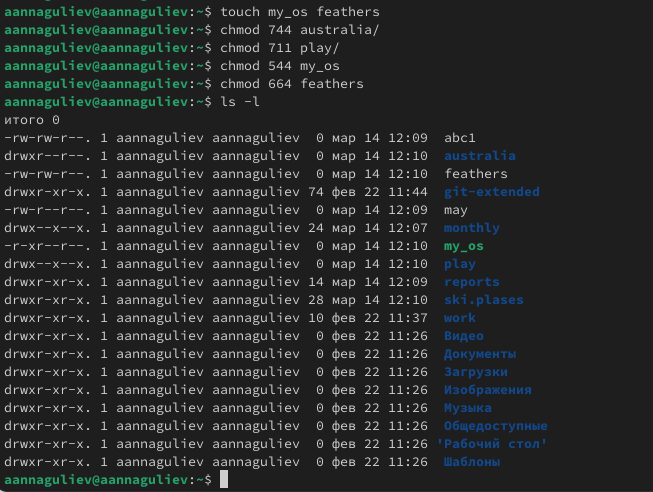 aannaguliev@aannaguliev:~$ touch my_os feathers
aannaguliev@aannaguliev:~$ chmod 744 australia/
aannaguliev@aannaguliev:~$ chmod 711 play/
aannaguliev@aannaguliev:~$ chmod 544 my_os
aannaguliev@aannaguliev:~$ chmod 664 feathers
aannaguliev@aannaguliev:~$ ls -l
итого 0
-rw-rw-r--. 1 aannaguliev aannaguliev  0 мар 14 12:09  abc1
drwxr--r--. 1 aannaguliev aannaguliev  0 мар 14 12:10  australia
-rw-rw-r--. 1 aannaguliev aannaguliev  0 мар 14 12:10  feathers
drwxr-xr-x. 1 aannaguliev aannaguliev 74 фев 22 11:44  git-extended
-rw-r--r--. 1 aannaguliev aannaguliev  0 мар 14 12:09  may
drwx--x--x. 1 aannaguliev aannaguliev 24 мар 14 12:07  monthly
-r-xr--r--. 1 aannaguliev aannaguliev  0 мар 14 12:10  my_os
drwx--x--x. 1 aannaguliev aannaguliev  0 мар 14 12:10  play
drwxr-xr-x. 1 aannaguliev aannaguliev 14 мар 14 12:09  reports
drwxr-xr-x. 1 aannaguliev aannaguliev 28 мар 14 12:10  ski.plases
drwxr-xr-x. 1 aannaguliev aannaguliev 10 фев 22 11:37  work
drwxr-xr-x. 1 aannaguliev aannaguliev  0 фев 22 11:26  Видео
drwxr-xr-x. 1 aannaguliev aannaguliev  0 фев 22 11:26  Документы
drwxr-xr-x. 1 aannaguliev aannaguliev  0 фев 22 11:26  Загрузки
drwxr-xr-x. 1 aannaguliev aannaguliev  0 фев 22 11:26  Изображения
drwxr-xr-x. 1 aannaguliev aannaguliev  0 фев 22 11:26  Музыка
drwxr-xr-x. 1 aannaguliev aannaguliev  0 фев 22 11:26  Общедоступные
drwxr-xr-x. 1 aannaguliev aannaguliev  0 фев 22 11:26 'Рабочий стол'
drwxr-xr-x. 1 aannaguliev aannaguliev  0 фев 22 11:26  Шаблоны
aannaguliev@aannaguliev:~$